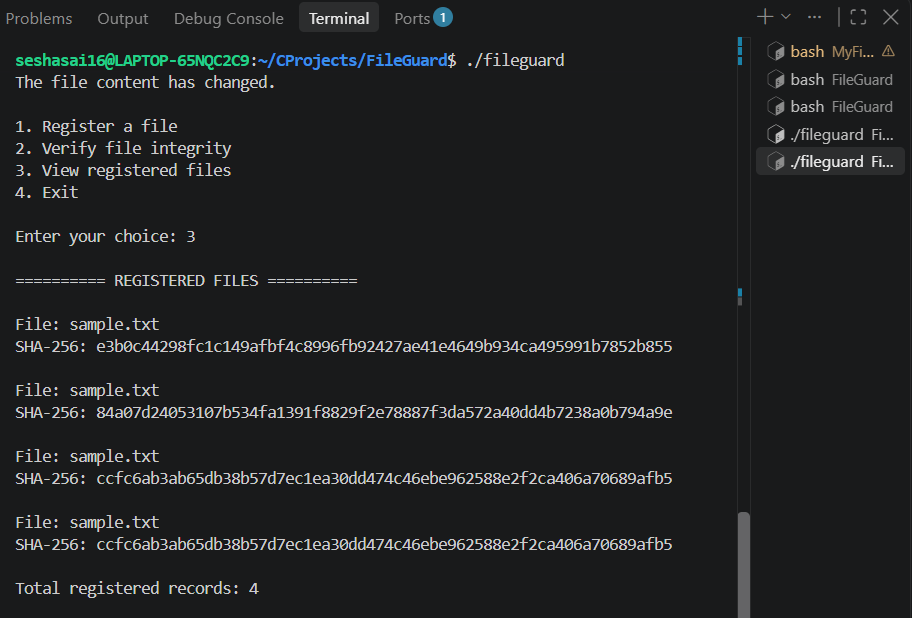 Problems Output Debug Console Terminal Ports 1
seshasai16@LAPTOP-65NQC2C9:~/CProjects/FileGuard$ ./fileguard
The file content has changed.
1. Register a file
2. Verify file integrity
3. View registered files
4. Exit
Enter your choice: 3
========== REGISTERED FILES ==========
File: sample.txt
SHA-256: e3b0c44298fc1c149afbf4c8996fb92427ae41e4649b934ca495991b7852b855
File: sample.txt
SHA-256: 84a07d24053107b534fa1391f8829f2e78887f3da572a40dd4b7238a0b794a9e
File: sample.txt
SHA-256: ccfc6ab3ab65db38b57d7ec1ea30dd474c46ebe962588e2f2ca406a70689afb5
File: sample.txt
SHA-256: ccfc6ab3ab65db38b57d7ec1ea30dd474c46ebe962588e2f2ca406a70689afb5
Total registered records: 4
bash MyFi...
bash FileGuard
bash FileGuard
./fileguard Fi...
./fileguard Fi...